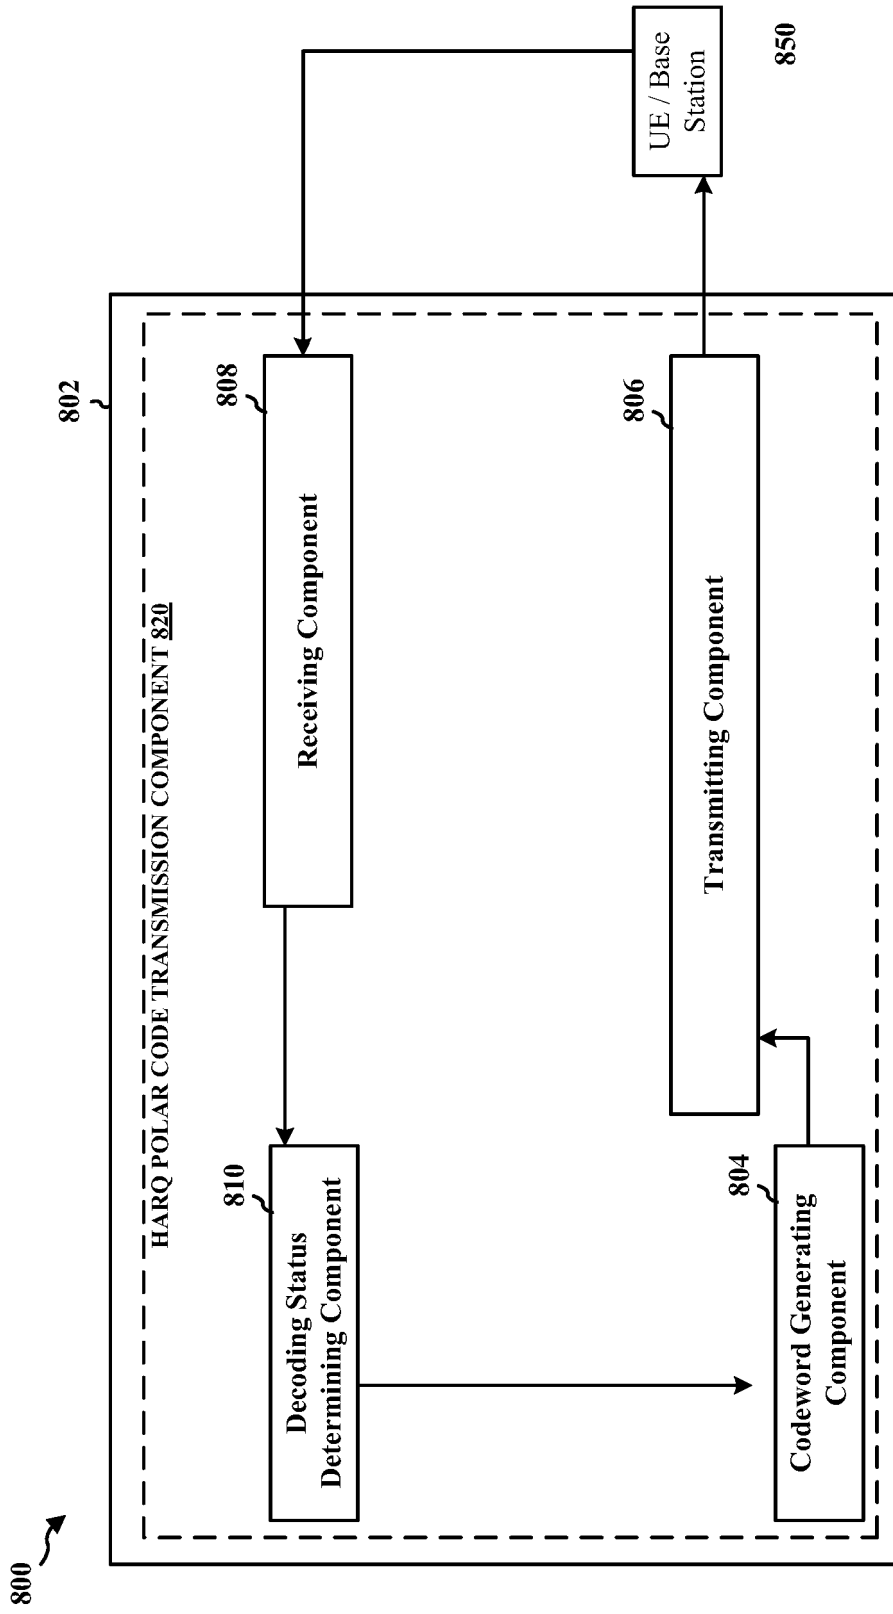 800
802
HARQ POLAR CODE TRANSMISSION COMPONENT 820
810
Decoding Status
Determining Component
808
Receiving Component
804
Codeword Generating
Component
806
Transmitting Component
UE / Base
Station
850